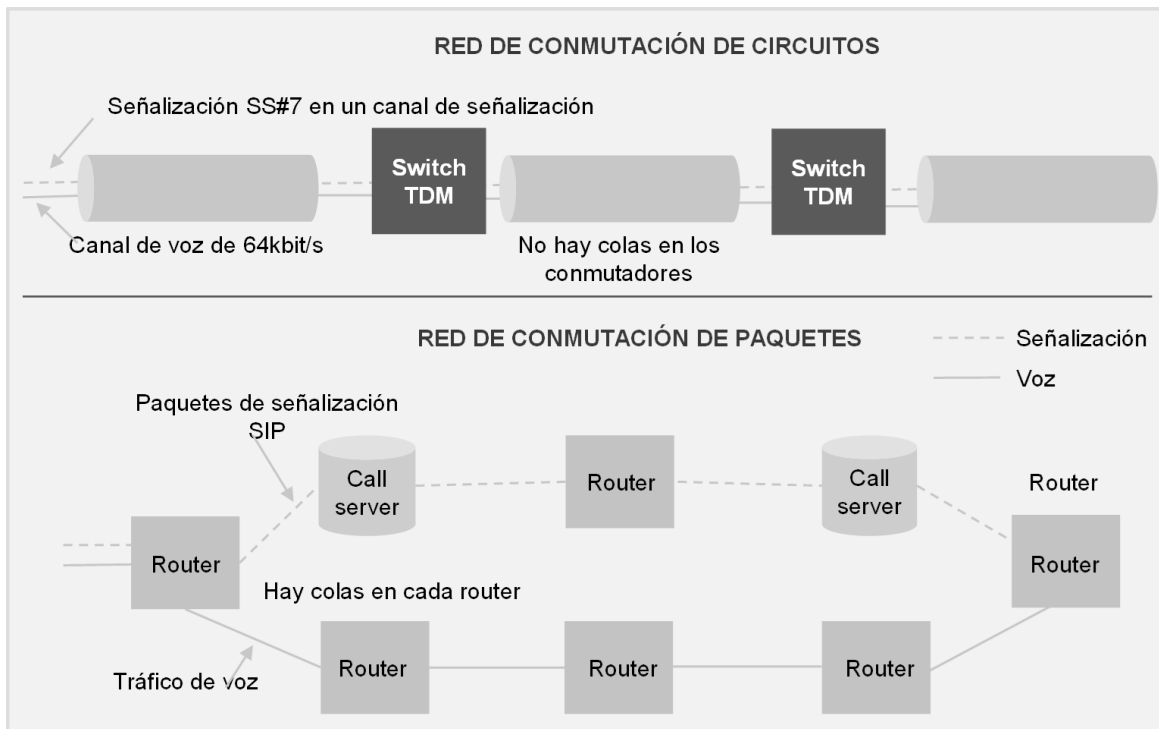 RED DE CONMUTACIÓN DE CIRCUITOS
Señalización SS#7 en un canal de señalización
Switch
TDM
Switch
TDM
Canal de voz de 64kbit/s
No hay colas en los
conmutadores
RED DE CONMUTACIÓN DE PAQUETES
Señalización
Voz
Paquetes de señalización
SIP
Call
server
Router
Call
server
Router
Router
Router
Hay colas en cada router
Router
Router
Router
Tráfico de voz